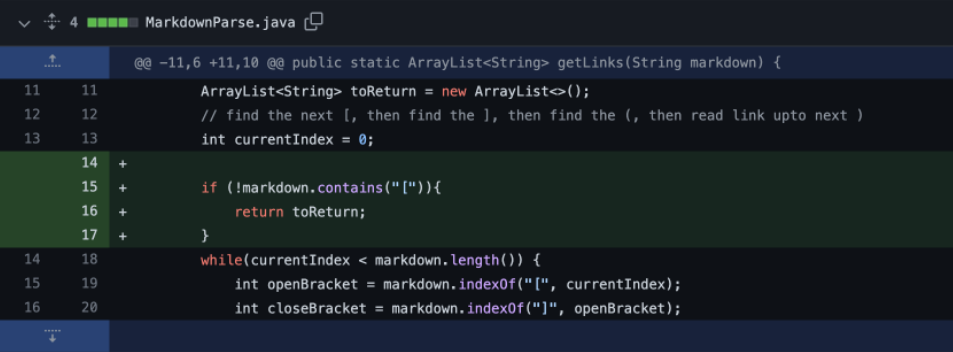 4 MarkdownParse.java
@@ -11,6 +11,10 @@ public static ArrayList<String> getLinks(String markdown) {
11 11 ArrayList<String> toReturn = new ArrayList<>();
12 12 // find the next [, then find the ], then find the (, then read link upto next )
13 13 int currentIndex = 0;
14 +
15 + if (!markdown.contains("[")){
16 + return toReturn;
17 + }
14 18 while(currentIndex < markdown.length()) {
15 19 int openBracket = markdown.indexOf("[", currentIndex);
16 20 int closeBracket = markdown.indexOf("]", openBracket);